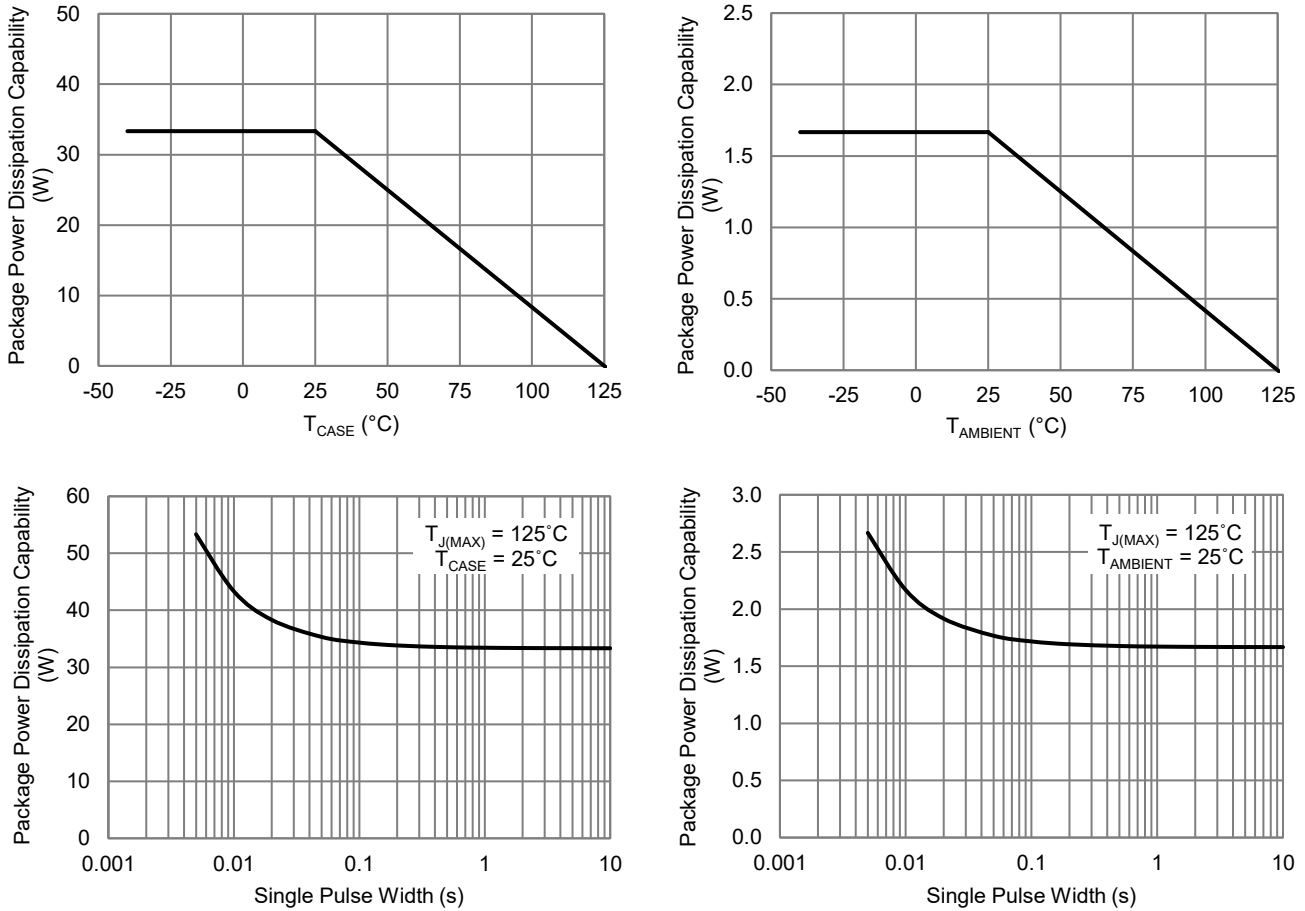 Package Power Dissipation Capability
(W)
50
40
30
20
10
0
-50 -25 0 25 50 75 100 125
TCASE (°C)
Package Power Dissipation Capability
(W)
2.5
2.0
1.5
1.0
0.5
0.0
-50 -25 0 25 50 75 100 125
TAMBIENT (°C)
Package Power Dissipation Capability
(W)
60
50
40
30
20
10
0
TJ(MAX) = 125˚C
TCASE = 25˚C
0.001 0.01 0.1 1 10
Single Pulse Width (s)
Package Power Dissipation Capability
(W)
3.0
2.5
2.0
1.5
1.0
0.5
0.0
TJ(MAX) = 125˚C
TAMBIENT = 25˚C
0.001 0.01 0.1 1 10
Single Pulse Width (s)